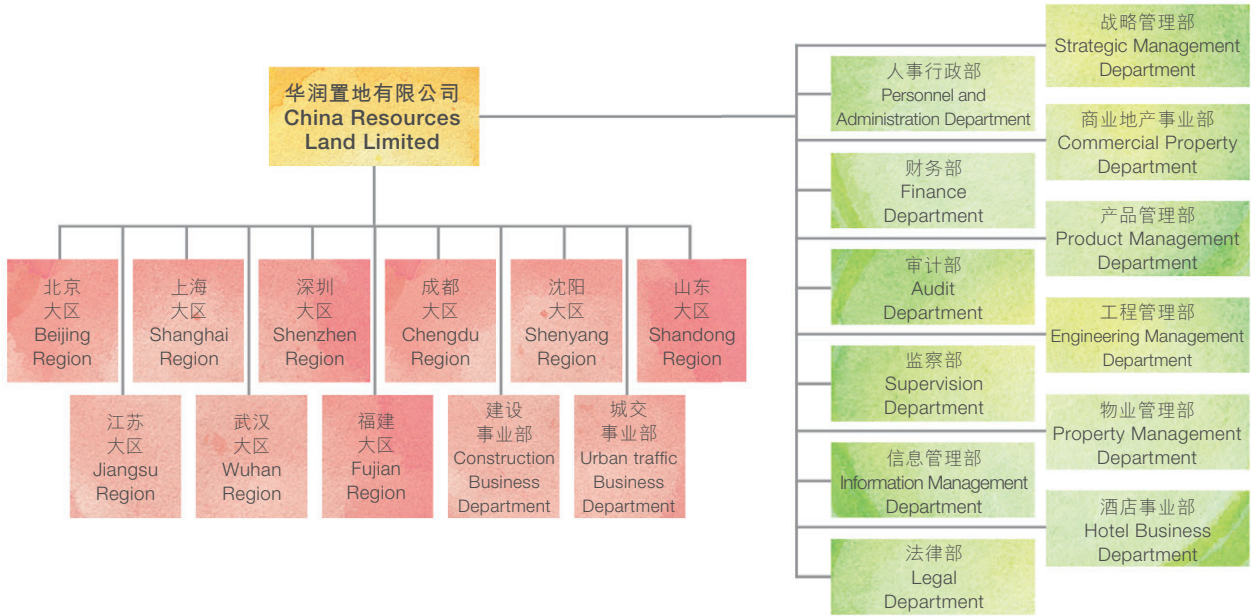 华润置地有限公司
China Resources
Land Limited
北京
大区
Beijing
Region
上海
大区
Shanghai
Region
深圳
大区
Shenzhen
Region
成都
大区
Chengdu
Region
沈阳
大区
Shenyang
Region
山东
大区
Shandong
Region
江苏
大区
Jiangsu
Region
武汉
大区
Wuhan
Region
福建
大区
Fujian
Region
建设
事业部
Construction
Business
Department
城交
事业部
Urban traffic
Business
Department
战略管理部
Strategic Management
Department
人事行政部
Personnel and
Administration Department
商业地产事业部
Commercial Property
Department
财务部
Finance
Department
产品管理部
Product Management
Department
审计部
Audit
Department
工程管理部
Engineering Management
Department
监察部
Supervision
Department
物业管理部
Property Management
Department
信息管理部
Information Management
Department
酒店事业部
Hotel Business
Department
法律部
Legal
Department